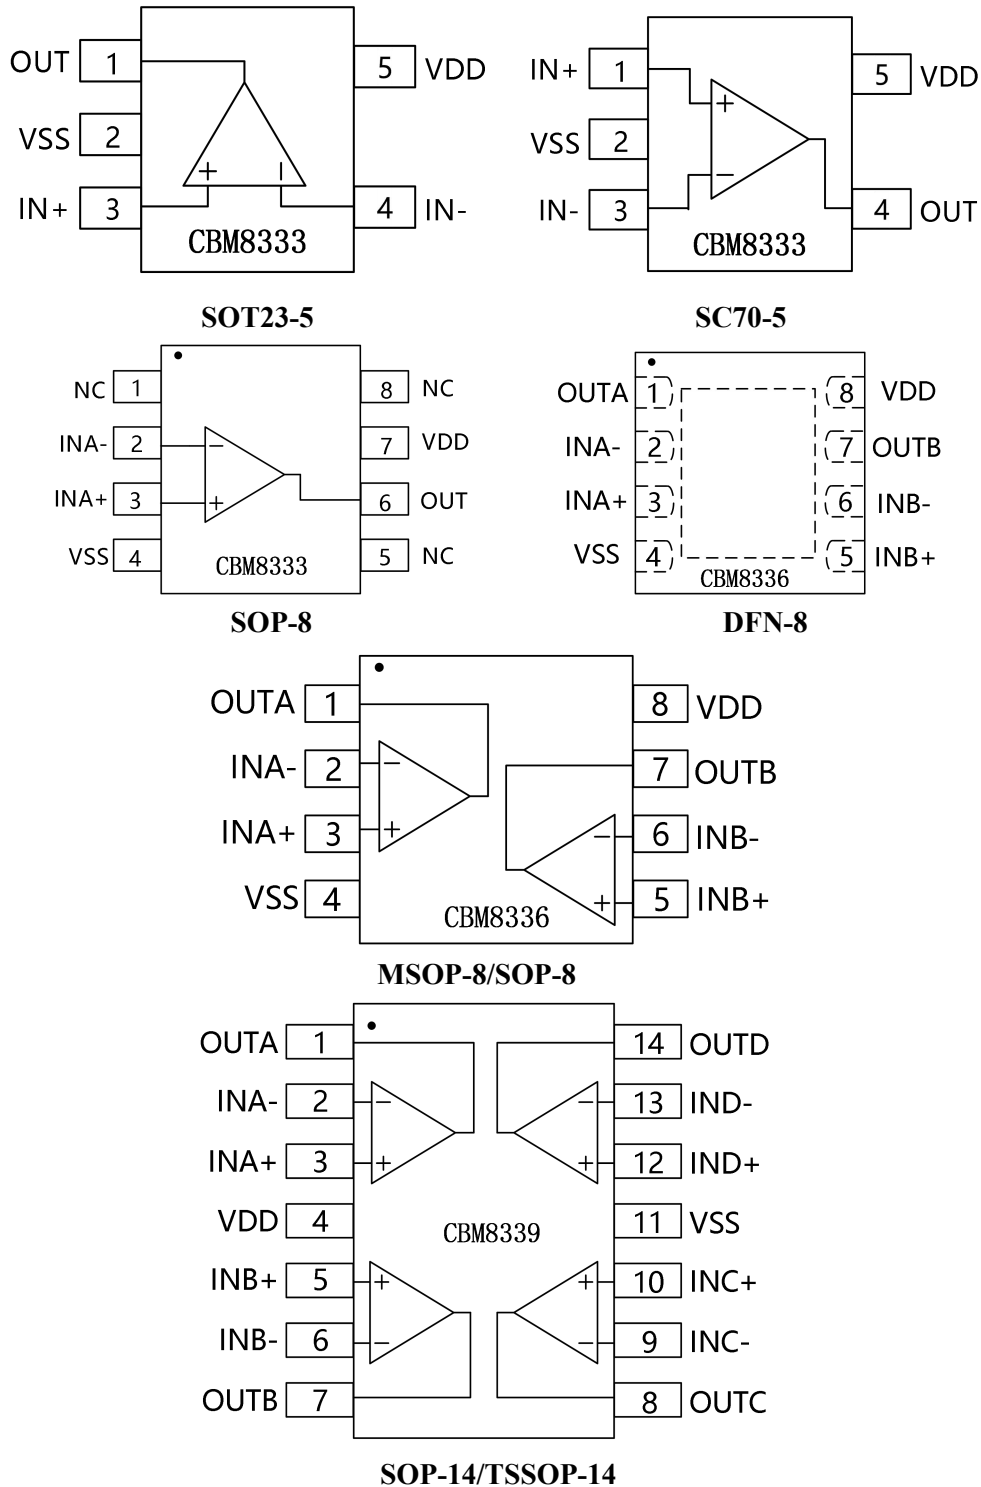 OUT 1 5 VDD
VSS 2
IN+ 3 4 IN-
+ −
CBM8333
SOT23-5
IN+ 1 5 VDD
VSS 2
IN- 3 4 OUT
+
−
CBM8333
SC70-5
NC 1 8 NC
INA- 2 − 7 VDD
INA+ 3 + 6 OUT
VSS 4 5 NC
CBM8333
SOP-8
OUTA 1 8 VDD
INA- 2 7 OUTB
INA+ 3 6 INB-
VSS 4 5 INB+
CBM8336
DFN-8
OUTA 1 8 VDD
INA- 2 − 7 OUTB
INA+ 3 + − 6 INB-
VSS 4 + 5 INB+
CBM8336
MSOP-8/SOP-8
OUTA 1 14 OUTD
INA- 2 − − 13 IND-
INA+ 3 + + 12 IND+
VDD 4 11 VSS
CBM8339
INB+ 5 + + 10 INC+
INB- 6 − − 9 INC-
OUTB 7 8 OUTC
SOP-14/TSSOP-14